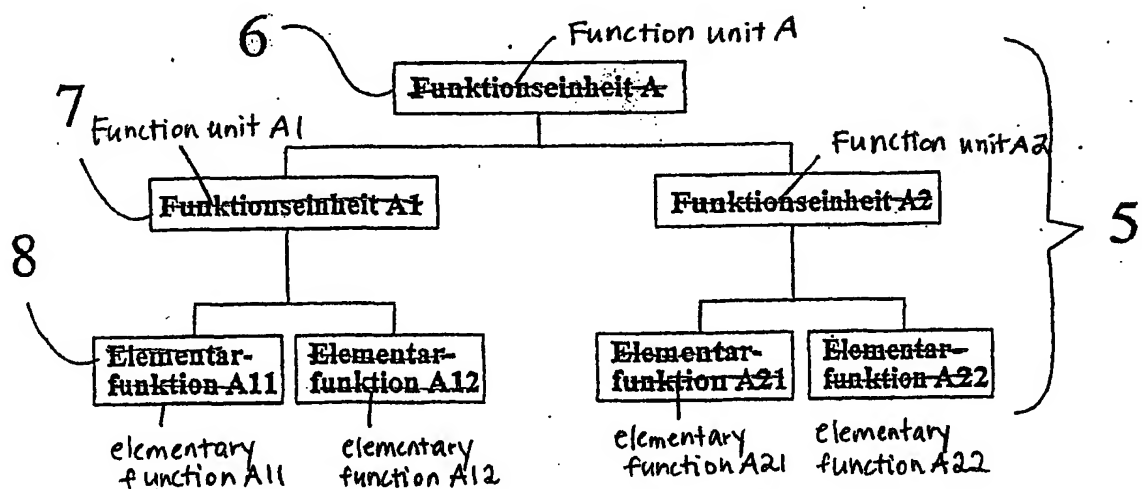 6
Function unit A
Funktionseinheit A
7
Function unit A1
Function unit A2
Funktionseinheit A1
Funktionseinheit A2
5
8
Elementar-
funktion A11
Elementar-
funktion A12
Elementar-
funktion A21
Elementar-
funktion A22
elementary
function A11
elementary
function A12
elementary
function A21
elementary
function A22